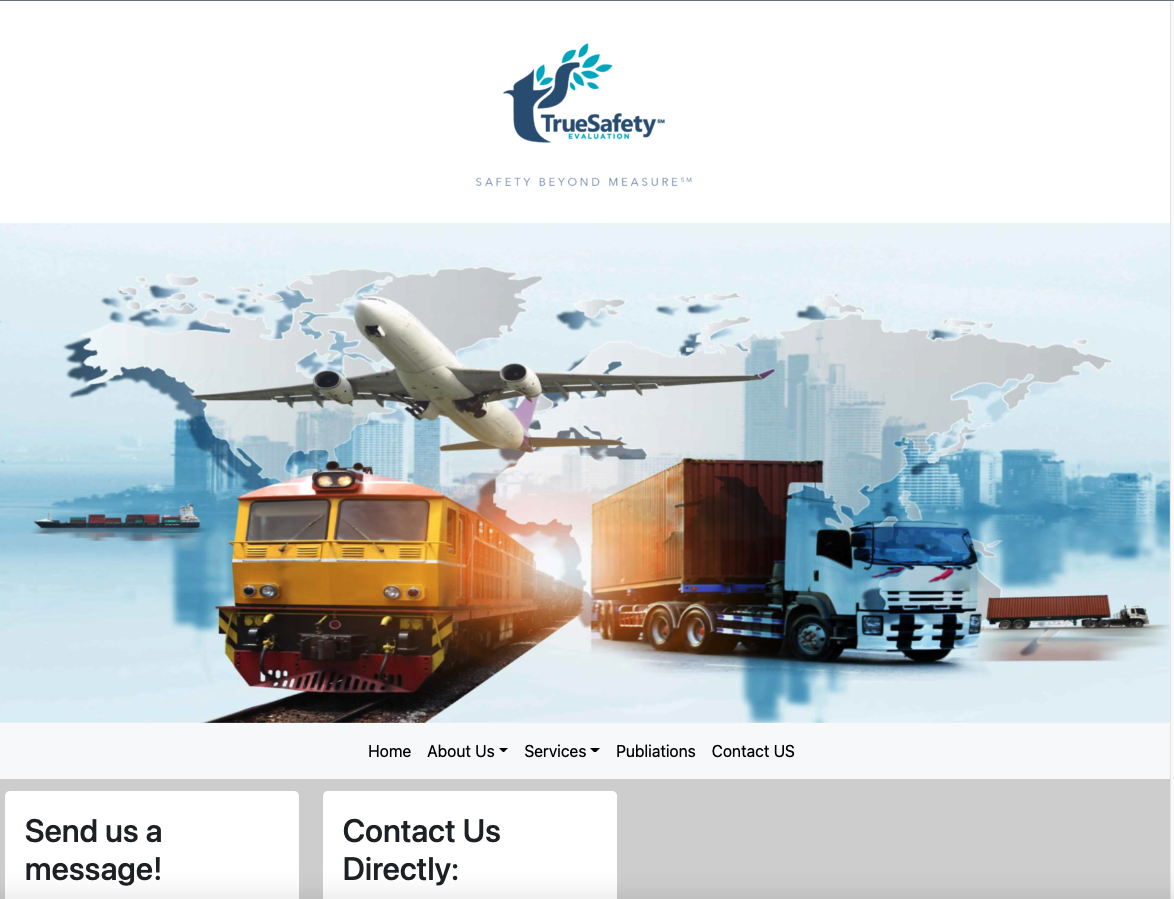 TrueSafety℠
EVALUATION
SAFETY BEYOND MEASURE℠
Home About Us Services Publiations Contact US
Send us a
message!
Contact Us
Directly: